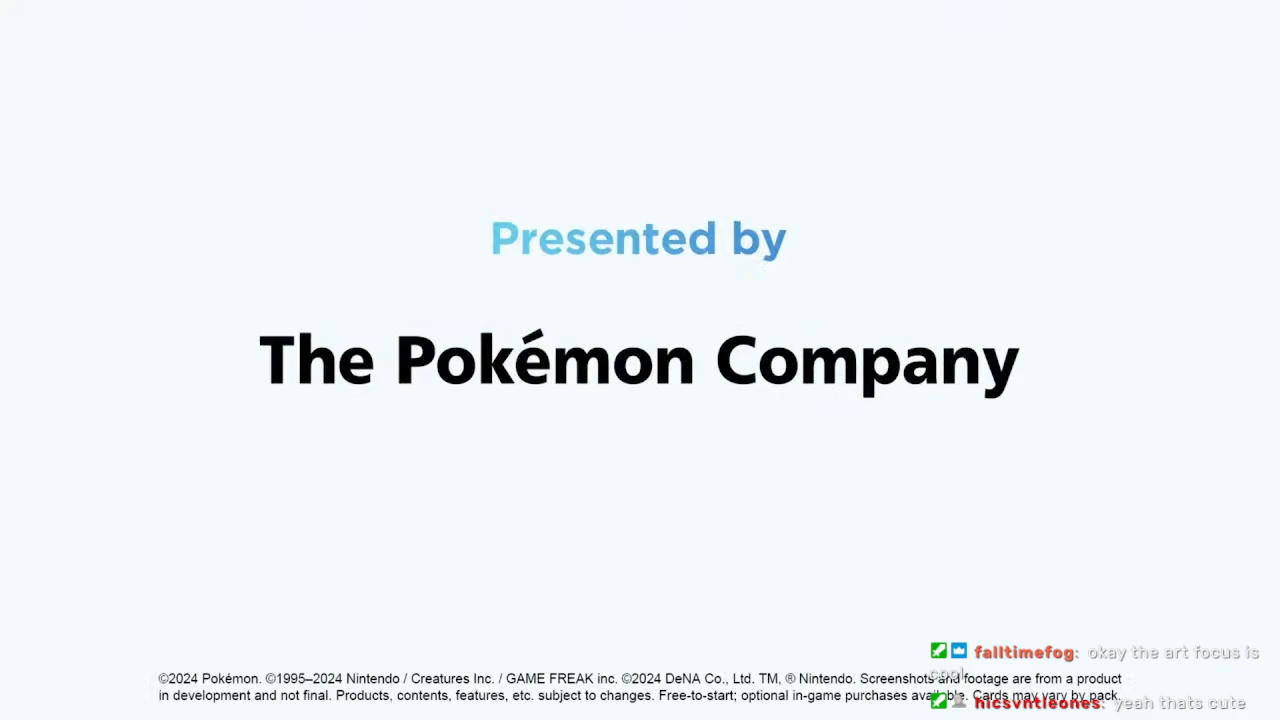 Presented by
The Pokémon Company
©2024 Pokémon. ©1995–2024 Nintendo / Creatures Inc. / GAME FREAK inc. ©2024 DeNA Co., Ltd. TM, ® Nintendo. Screenshots and footage are from a product
in development and not final. Products, contents, features, etc. subject to changes. Free-to-start; optional in-game purchases available. Cards may vary by pack.
falltimefog: okay the art focus is
cool
hicsvntleones: yeah thats cute